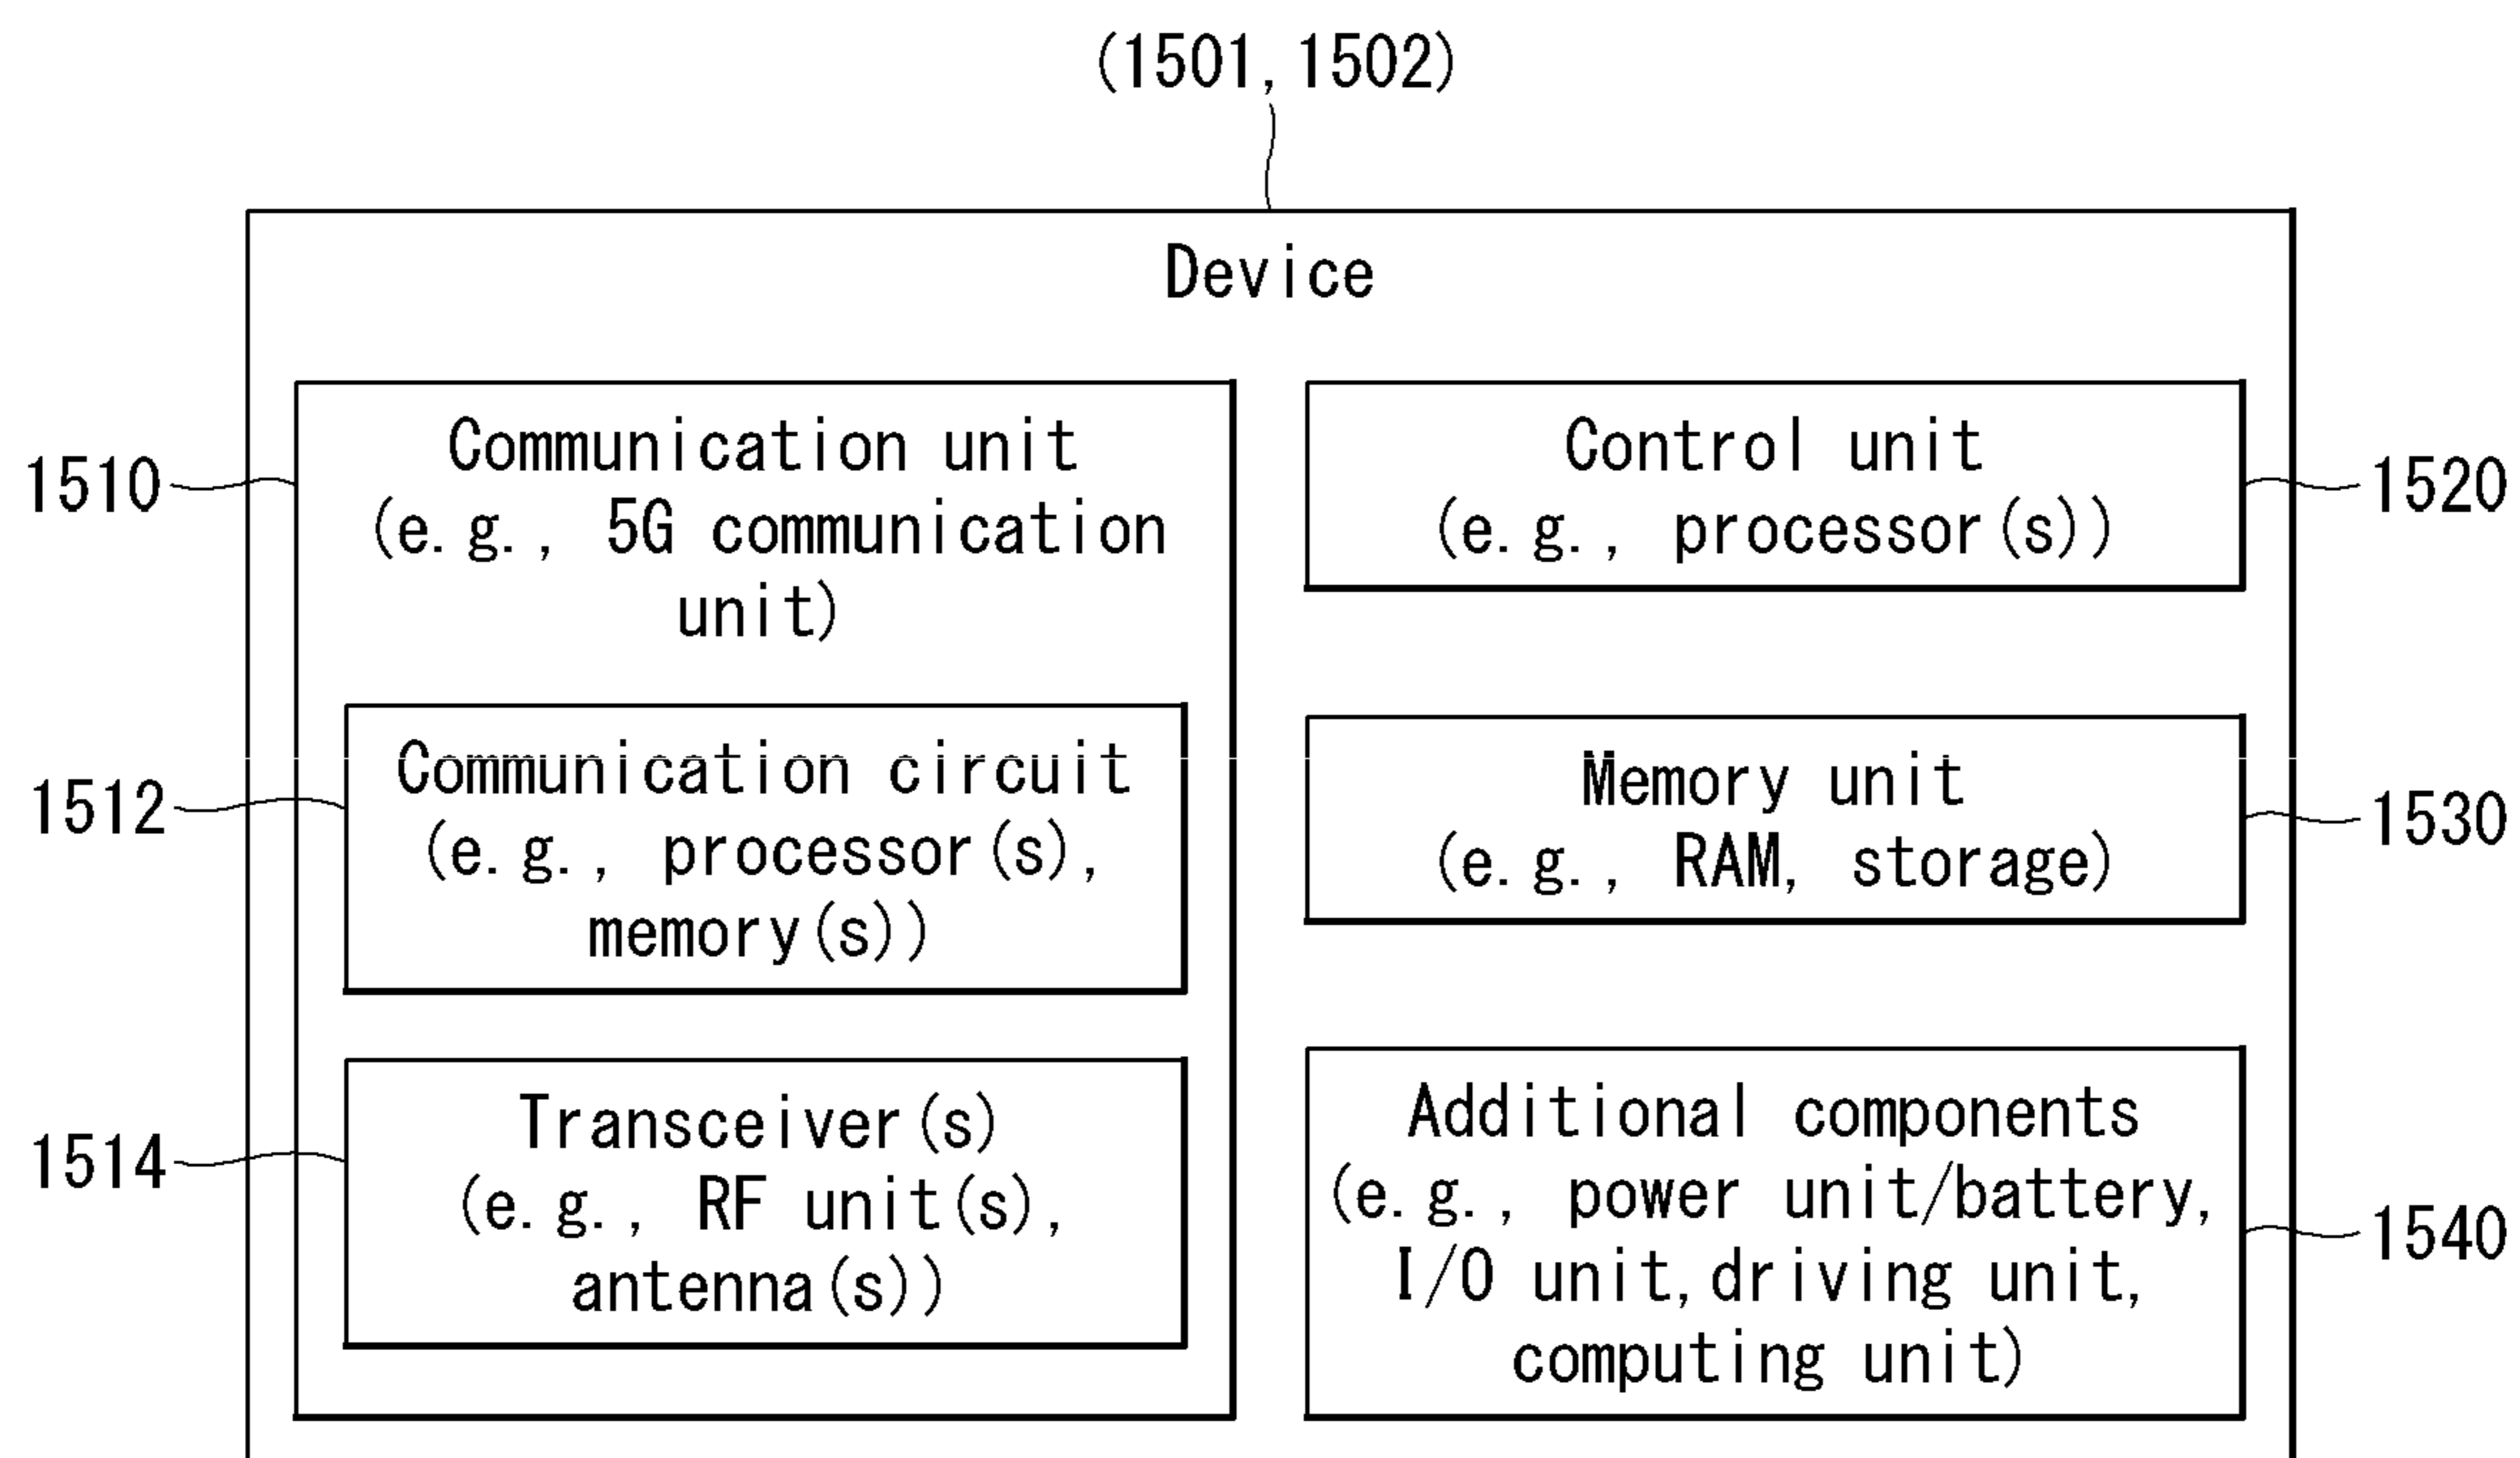 (1501, 1502)
Device
1510
Communication unit
(e.g., 5G communication
unit)
1512
Communication circuit
(e.g., processor(s),
memory(s))
1514
Transceiver(s)
(e.g., RF unit(s),
antenna(s))
Control unit
(e.g., processor(s))
1520
Memory unit
(e.g., RAM, storage)
1530
Additional components
(e.g., power unit/battery,
I/O unit, driving unit,
computing unit)
1540